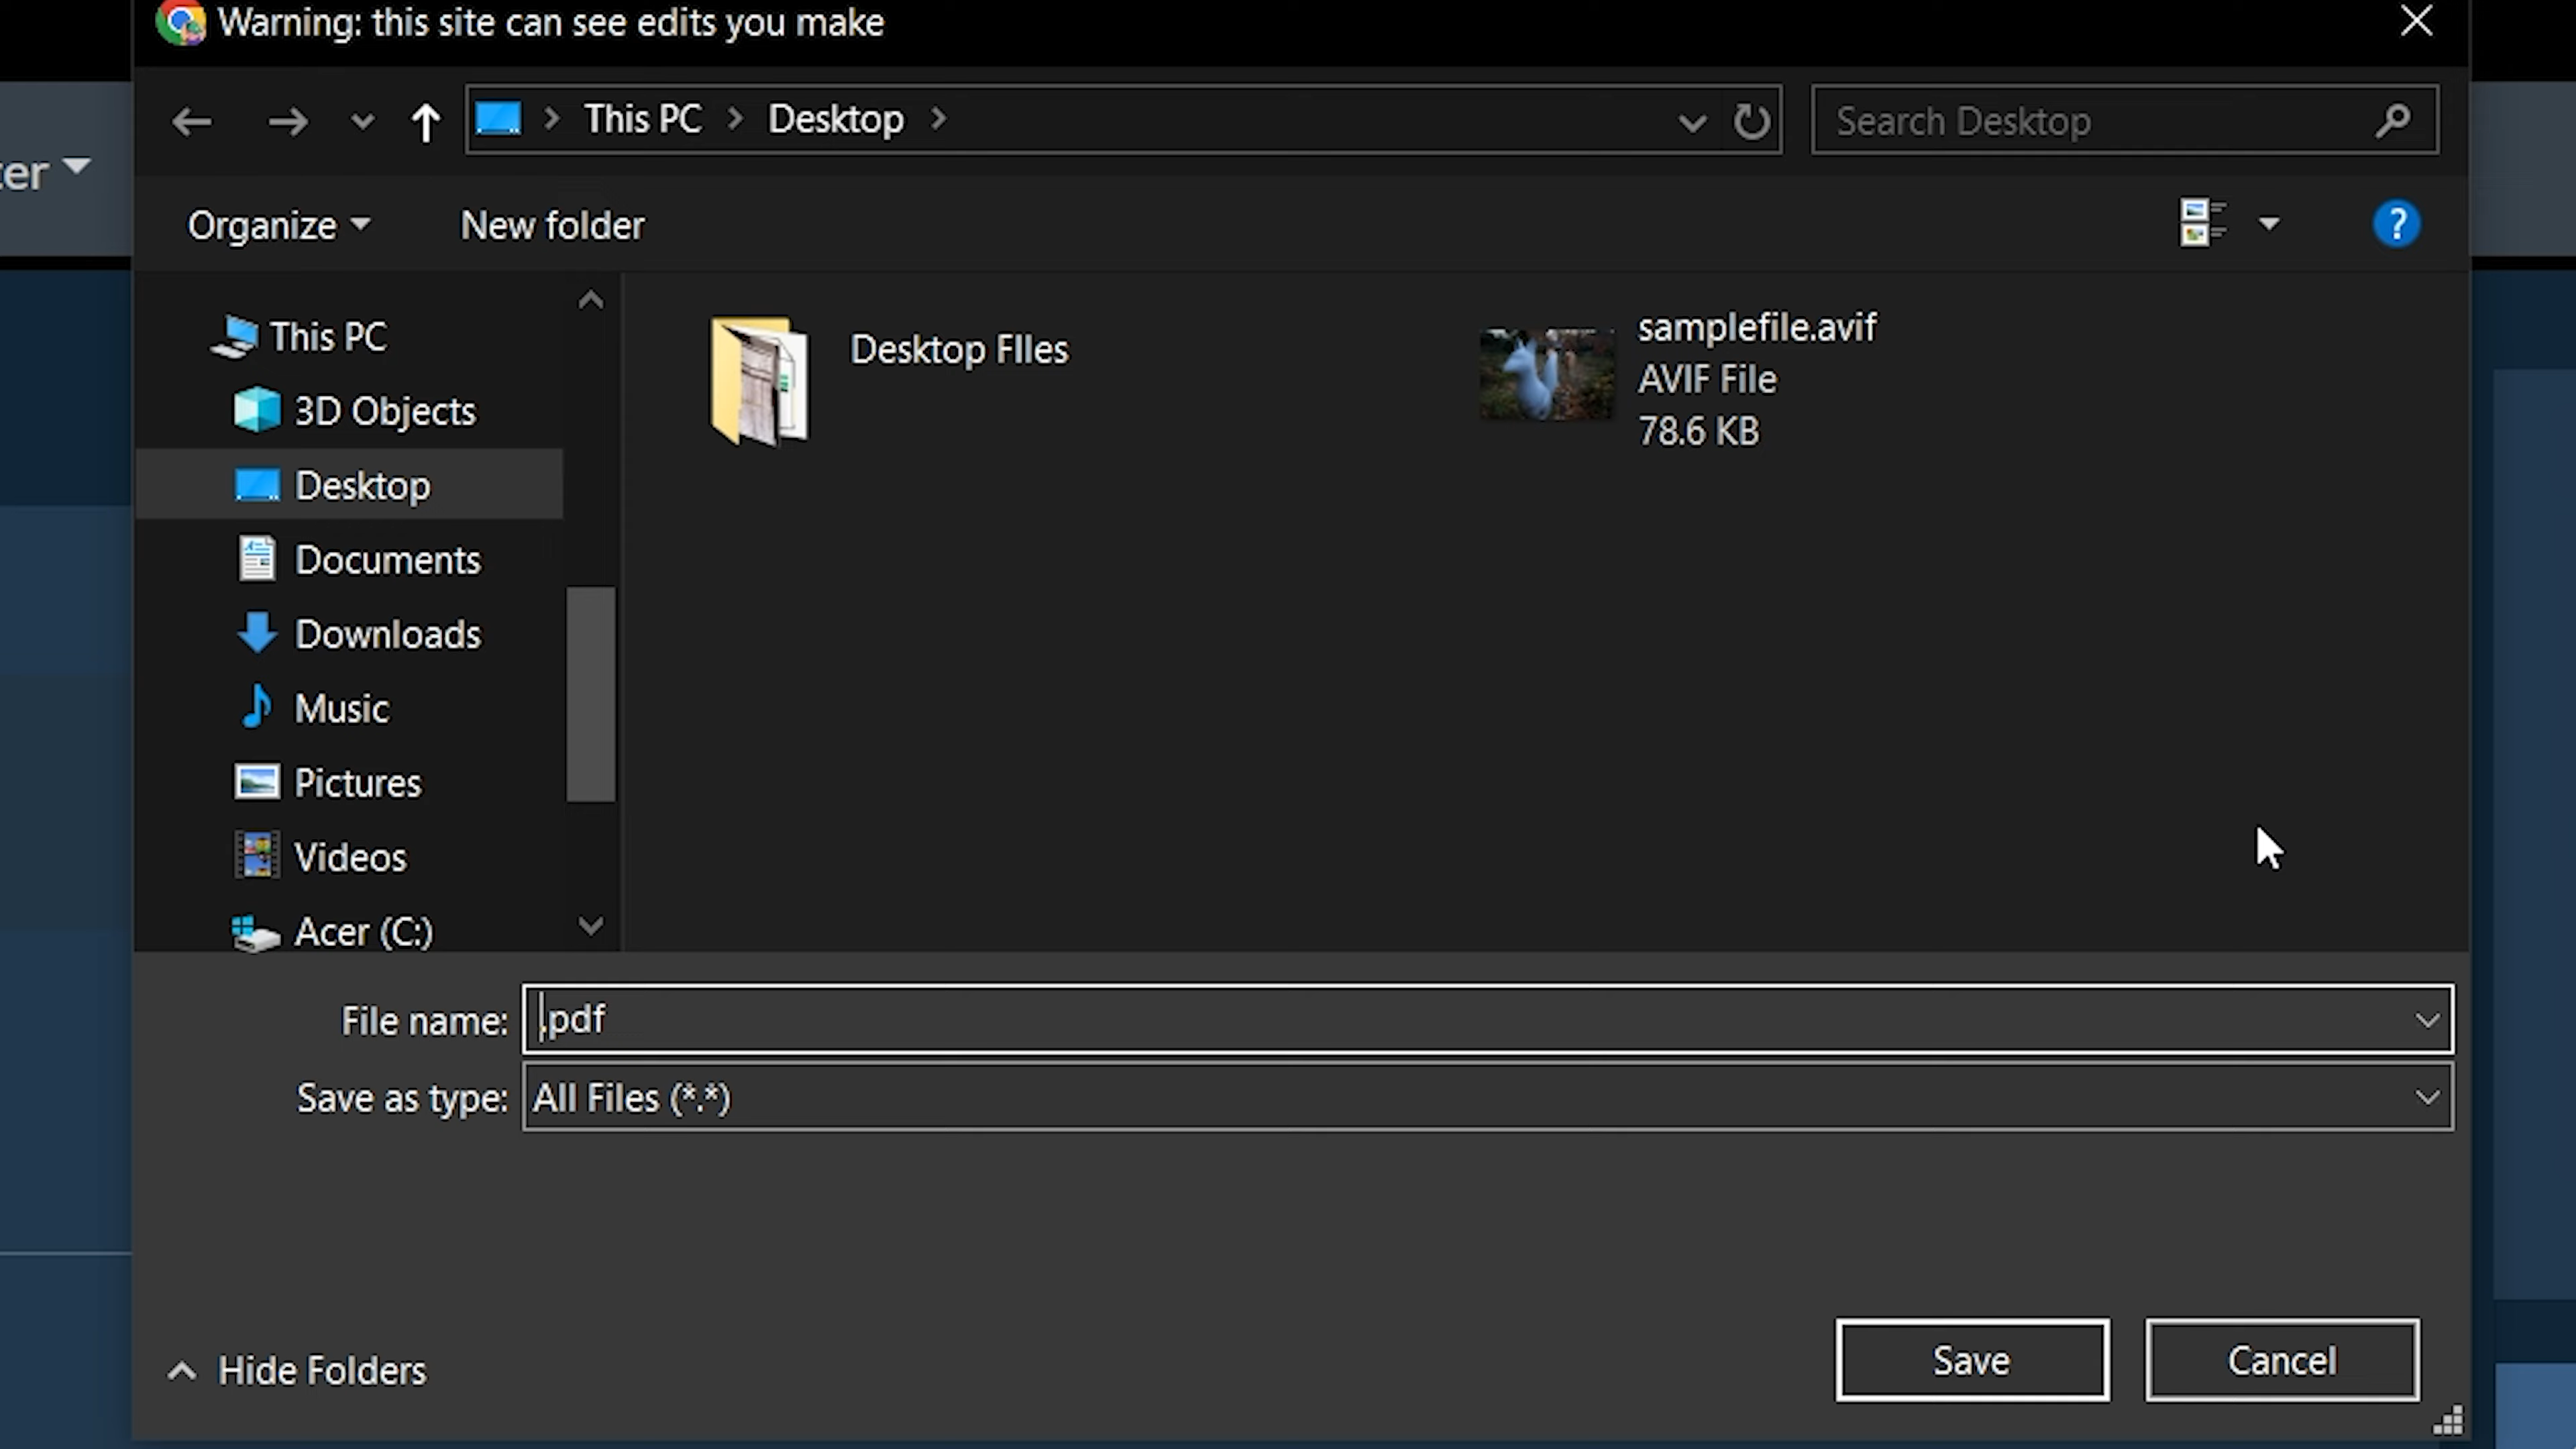 Warning: this site can see edits you make
This PC
Desktop
Search Desktop
ter
Organize
New folder
?
This PC
3D Objects
Desktop
Documents
Downloads
Music
Pictures
Videos
Acer (C:)
Desktop FIles
samplefile.avif
AVIF File
78.6 KB
File name: .pdf
Save as type: All Files (*.*)
Hide Folders
Save
Cancel